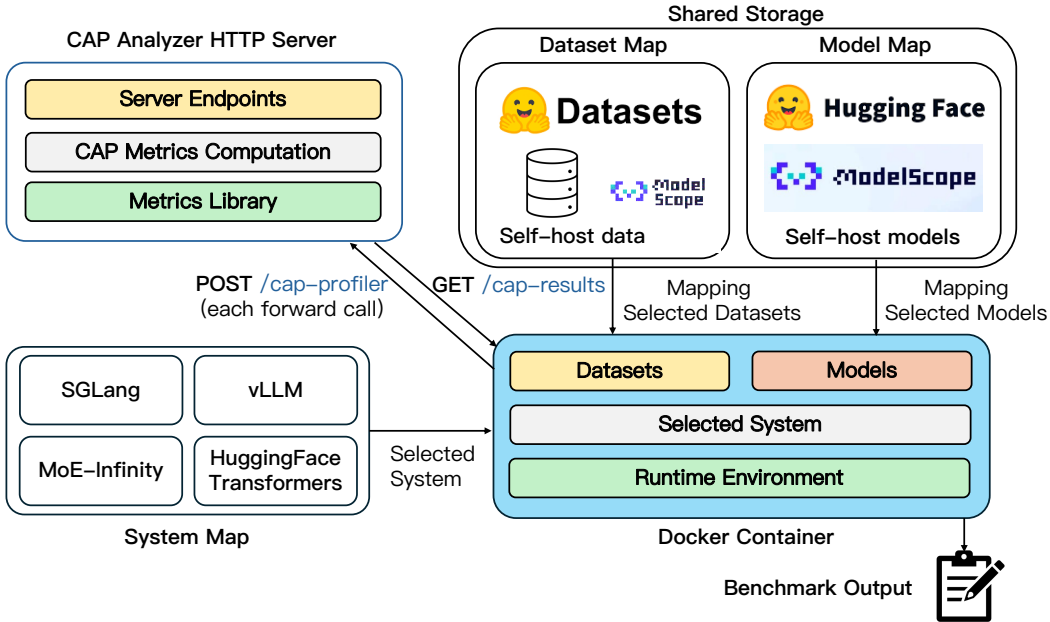 CAP Analyzer HTTP Server
Server Endpoints
CAP Metrics Computation
Metrics Library
Shared Storage
Dataset Map
Datasets
Model
Scope
Self-host data
Model Map
Hugging Face
ModelScope
Self-host models
POST /cap-profiler
(each forward call)
GET /cap-results
Mapping
Selected Datasets
Mapping
Selected Models
SGLang
vLLM
MoE-Infinity
HuggingFace
Transformers
System Map
Selected
System
Datasets
Models
Selected System
Runtime Environment
Docker Container
Benchmark Output